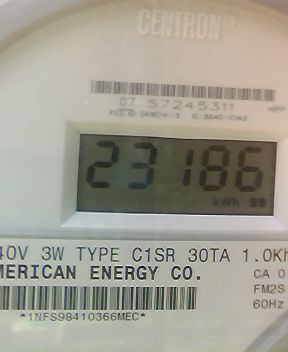 CENTRON®
07 57245311
23186
kWh
40V 3W TYPE C1SR 30TA 1.0Kh
MERICAN ENERGY CO.
CA 0
FM2S
60Hz
*1NFS98410366MEC*